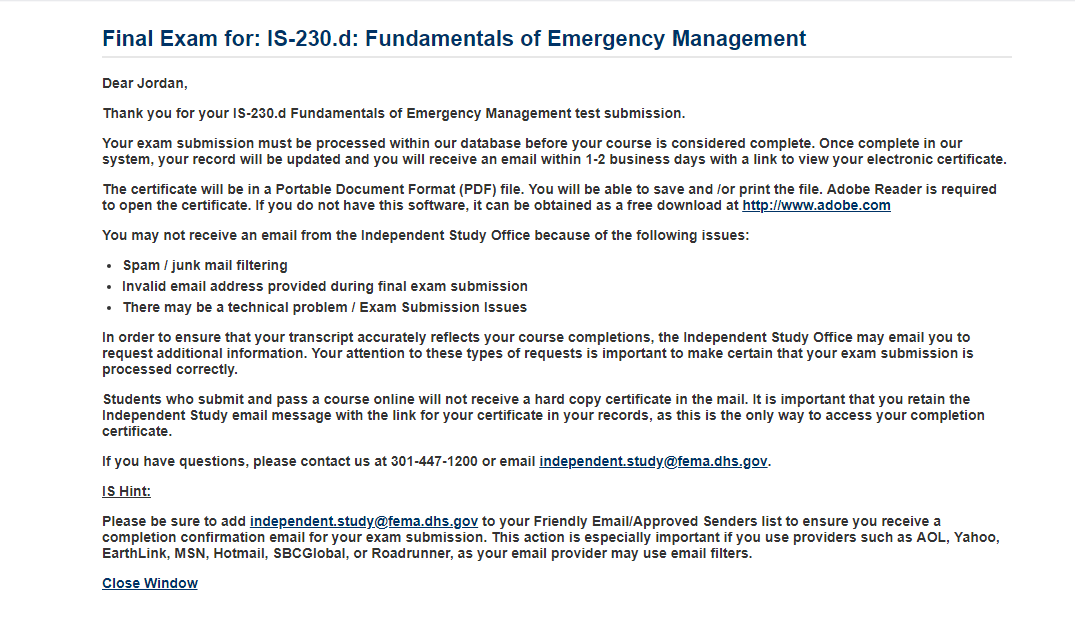 Final Exam for: IS-230.d: Fundamentals of Emergency Management
Dear Jordan,
Thank you for your IS-230.d Fundamentals of Emergency Management test submission.
Your exam submission must be processed within our database before your course is considered complete. Once complete in our
system, your record will be updated and you will receive an email within 1-2 business days with a link to view your electronic certificate.
The certificate will be in a Portable Document Format (PDF) file. You will be able to save and /or print the file. Adobe Reader is required
to open the certificate. If you do not have this software, it can be obtained as a free download at http://www.adobe.com
You may not receive an email from the Independent Study Office because of the following issues:
• Spam / junk mail filtering
• Invalid email address provided during final exam submission
• There may be a technical problem / Exam Submission Issues
In order to ensure that your transcript accurately reflects your course completions, the Independent Study Office may email you to
request additional information. Your attention to these types of requests is important to make certain that your exam submission is
processed correctly.
Students who submit and pass a course online will not receive a hard copy certificate in the mail. It is important that you retain the
Independent Study email message with the link for your certificate in your records, as this is the only way to access your completion
certificate.
If you have questions, please contact us at 301-447-1200 or email independent.study@fema.dhs.gov.
IS Hint:
Please be sure to add independent.study@fema.dhs.gov to your Friendly Email/Approved Senders list to ensure you receive a
completion confirmation email for your exam submission. This action is especially important if you use providers such as AOL, Yahoo,
EarthLink, MSN, Hotmail, SBCGlobal, or Roadrunner, as your email provider may use email filters.
Close Window